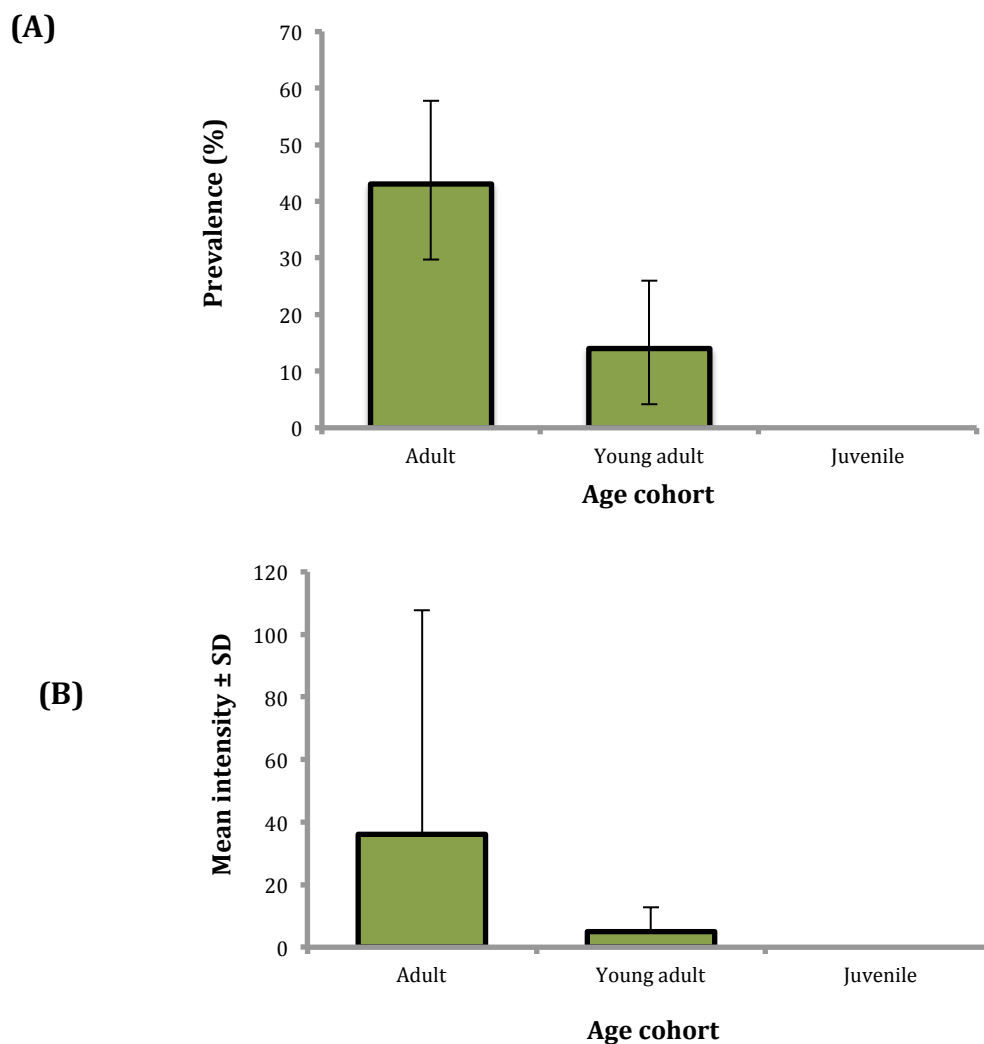 (A)
Prevalence (%)
70
60
50
40
30
20
10
0
Adult Young adult Juvenile
Age cohort
(B)
Mean intensity ± SD
120
100
80
60
40
20
0
Adult Young adult Juvenile
Age cohort